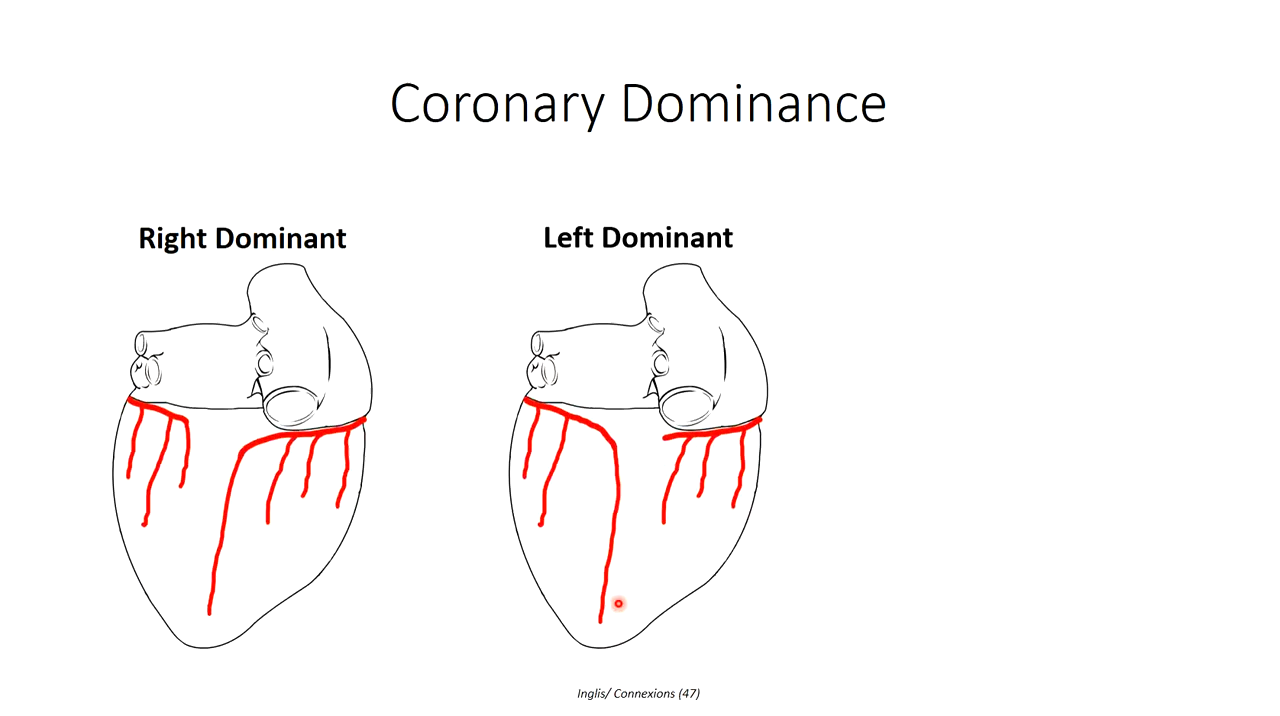 Coronary Dominance
Right Dominant
Left Dominant
Inglis/ Connexions (47)